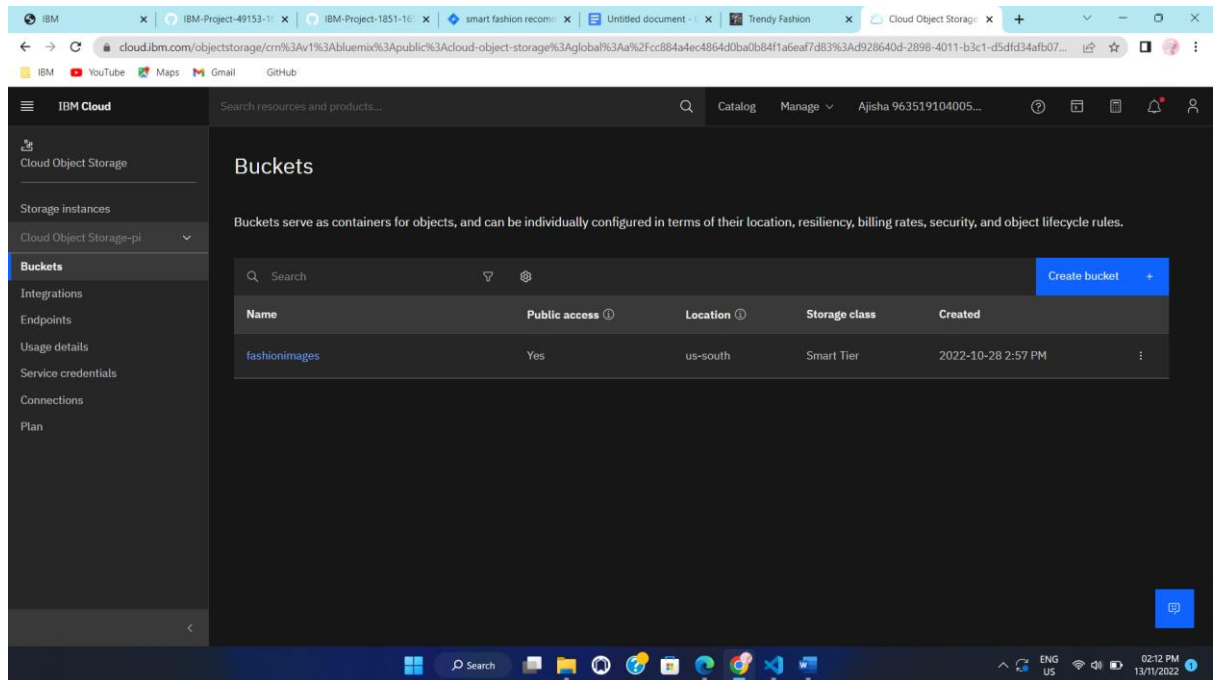 IBM
IBM-Project-49153-1
IBM-Project-1851-16
smart fashion recomm
Untitled document -
Trendy Fashion
Cloud Object Storage
cloud.ibm.com/objectstorage/crn%3Av1%3Abluemix%3Apublic%3Acloud-object-storage%3Aglobal%3Aa%2Fcc884a4ec4864d0ba0b84f1a6eaf7d83%3Ad928640d-2898-4011-b3c1-d5dfd34afb07...
IBM YouTube Maps Gmail GitHub
IBM Cloud
Search resources and products...
Catalog Manage Ajisha 963519104005...
Cloud Object Storage
Storage instances
Cloud Object Storage-pi
Buckets
Integrations
Endpoints
Usage details
Service credentials
Connections
Plan
Buckets
Buckets serve as containers for objects, and can be individually configured in terms of their location, resiliency, billing rates, security, and object lifecycle rules.
Search
Create bucket +
Name Public access Location Storage class Created
fashionimages Yes us-south Smart Tier 2022-10-28 2:57 PM
Search
ENG
US
02:12 PM
13/11/2022
1